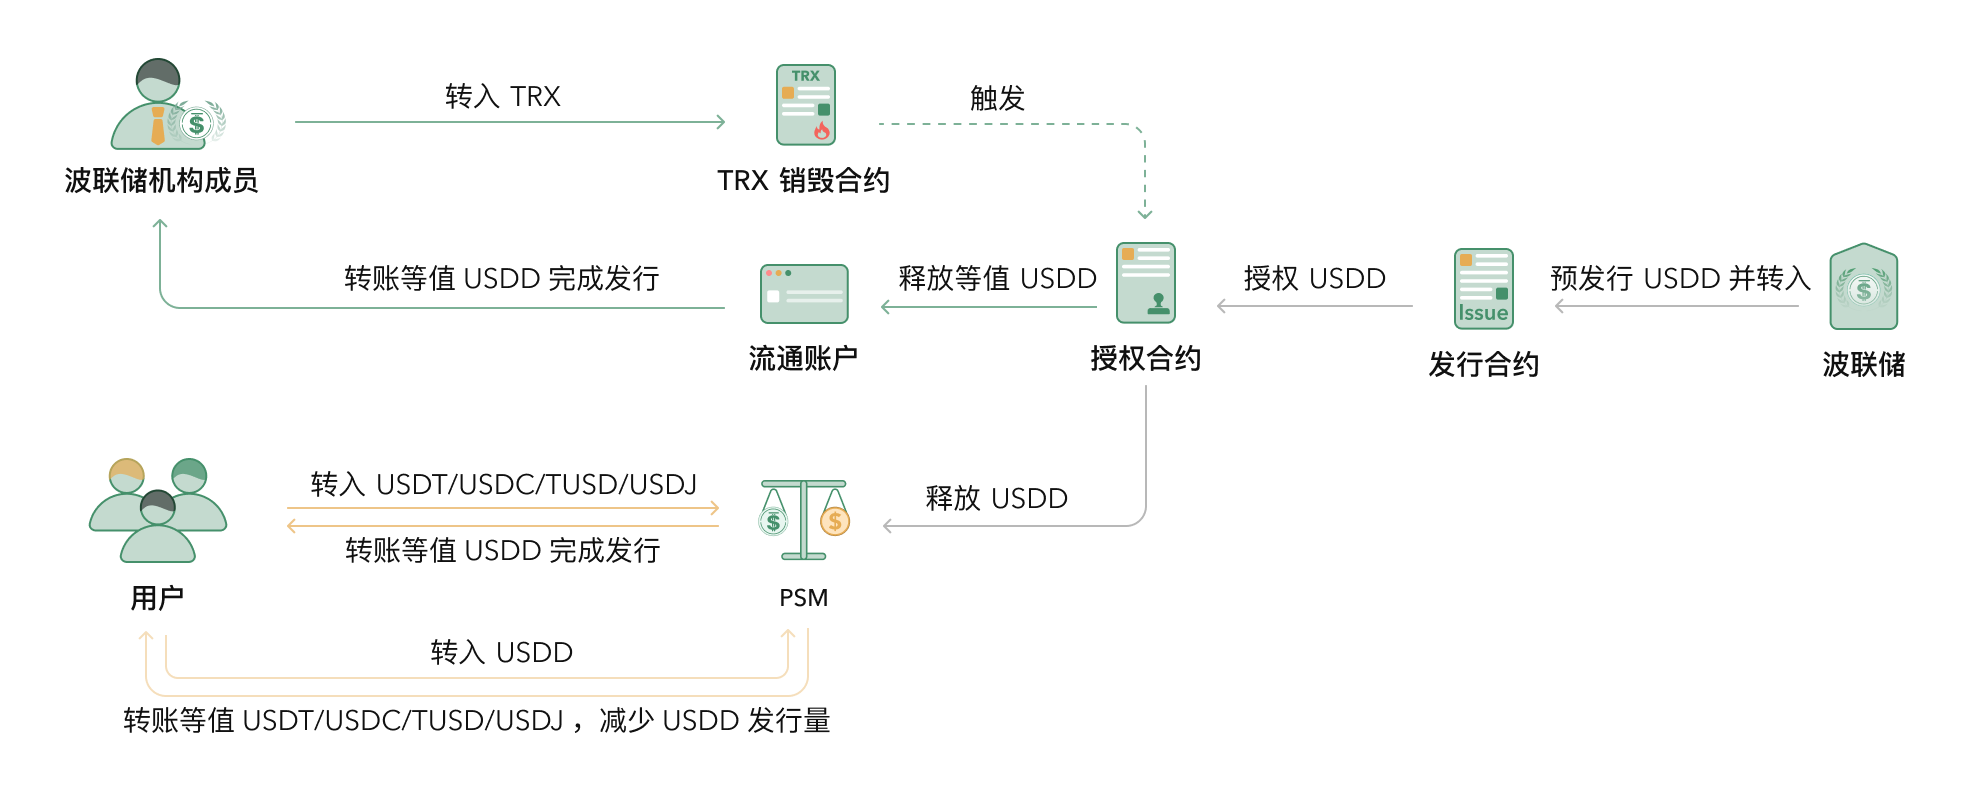 转入 TRX
TRX
触发
波联储机构成员
TRX 销毁合约
转账等值 USDD 完成发行
释放等值 USDD
授权 USDD
预发行 USDD 并转入
Issue
流通账户
授权合约
发行合约
波联储
转入 USDT/USDC/TUSD/USDJ
释放 USDD
转账等值 USDD 完成发行
用户
PSM
转入 USDD
转账等值 USDT/USDC/TUSD/USDJ，减少 USDD 发行量